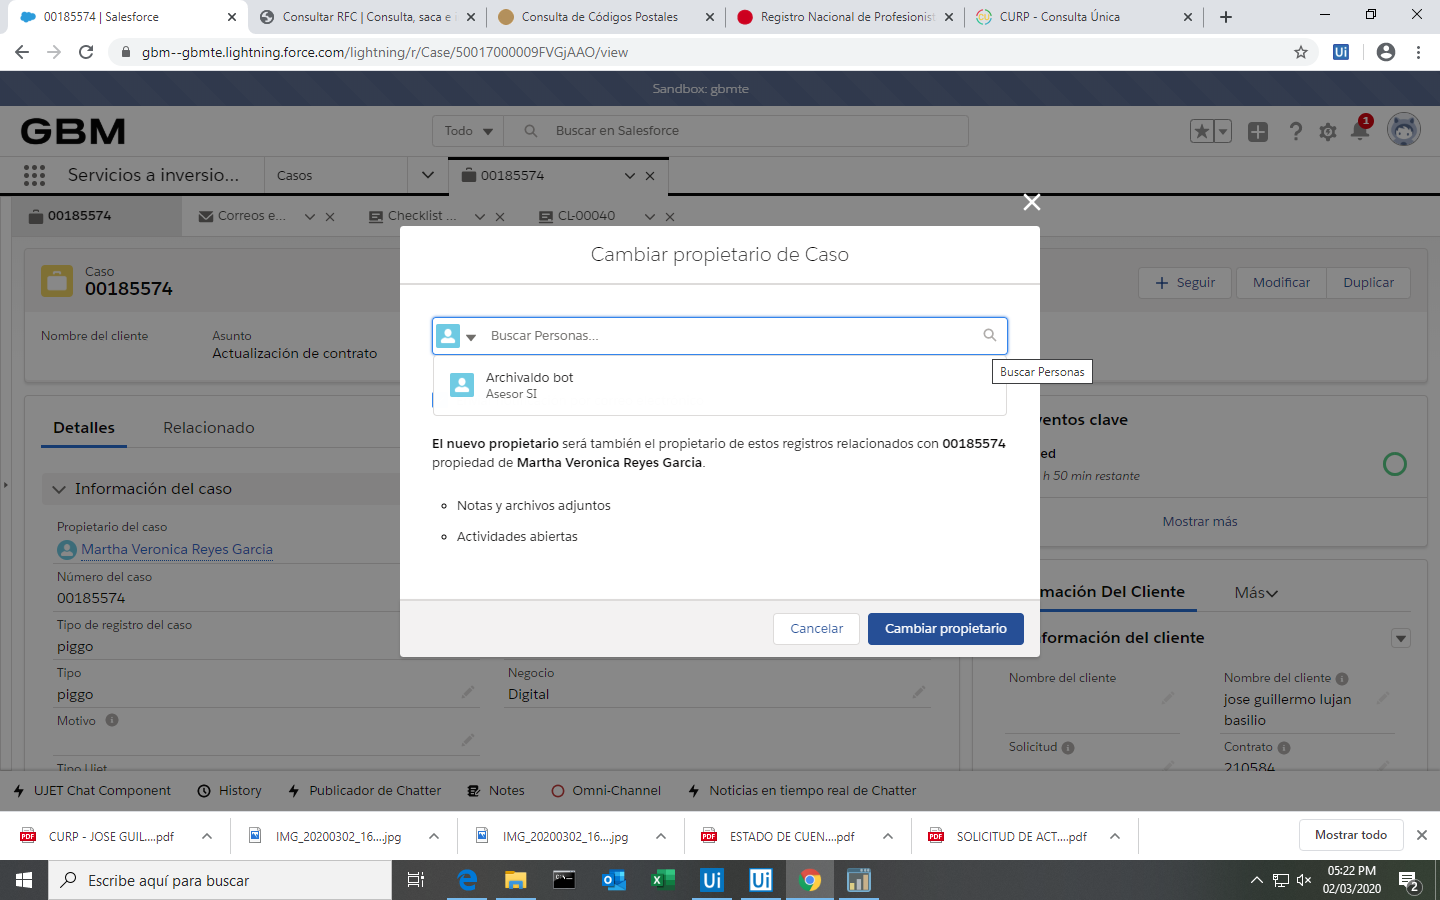 00185574 | Salesforce
Consultar RFC | Consulta, saca e
Consulta de Códigos Postales
Registro Nacional de Profesionist
CURP - Consulta Única
gbm--gbmte.lightning.force.com/lightning/r/Case/50017000009FVGjAAO/view
Ui
Sandbox: gbmte
GBM
Todo
Buscar en Salesforce
1
Servicios a inversio...
Casos
00185574
00185574
Correos e...
Checklist ...
CL-00040
Cambiar propietario de Caso
Caso
00185574
Seguir
Modificar
Duplicar
Nombre del cliente
Asunto
Actualización de contrato
Buscar Personas...
Buscar Personas
Archivaldo bot
Asesor SI
Detalles
Relacionado
El nuevo propietario será también el propietario de estos registros relacionados con 00185574
propiedad de Martha Veronica Reyes Garcia.
Notas y archivos adjuntos
Actividades abiertas
Cancelar
Cambiar propietario
ventos clave
ed
h 50 min restante
Mostrar más
Información del caso
Propietario del caso
Martha Veronica Reyes Garcia
Número del caso
00185574
Tipo de registro del caso
piggo
Tipo
piggo
Negocio
Digital
Motivo
Tipo Ujet
mación Del Cliente
Más
formación del cliente
Nombre del cliente
Nombre del cliente
jose guillermo lujan
basilio
Solicitud
Contrato
210584
UJET Chat Component
History
Publicador de Chatter
Notes
Omni-Channel
Noticias en tiempo real de Chatter
CURP - JOSE GUIL....pdf
IMG_20200302_16....jpg
IMG_20200302_16....jpg
ESTADO DE CUEN....pdf
SOLICITUD DE ACT....pdf
Mostrar todo
Escribe aquí para buscar
Ui
Ui
05:22 PM
02/03/2020
2